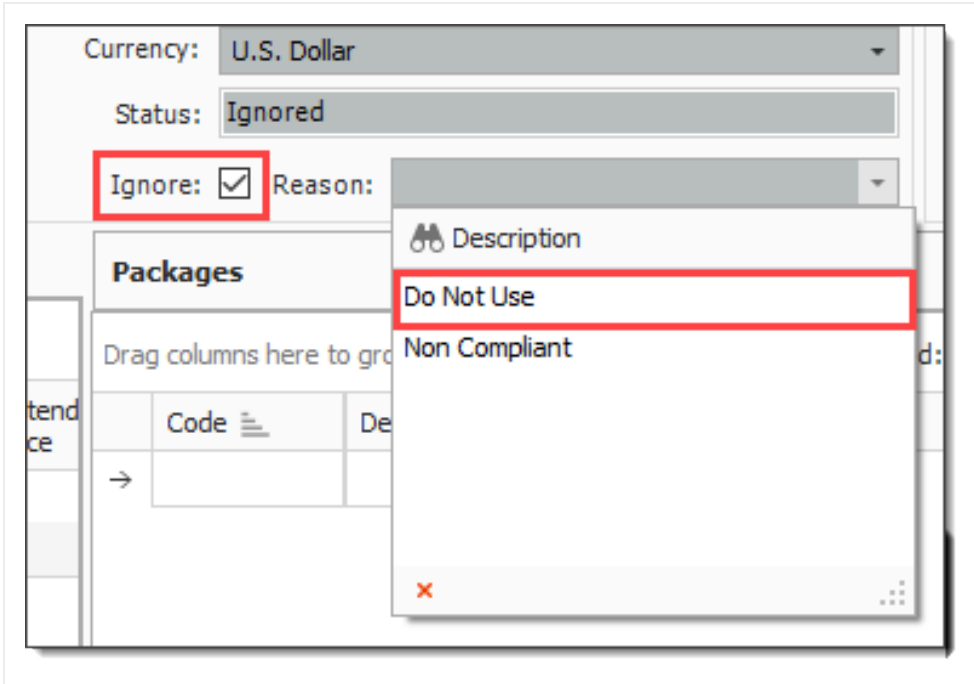 Currency: U.S. Dollar
Status: Ignored
Ignore: Reason:
Description
Packages
Do Not Use
Drag columns here to gro
Non Compliant
d:
tend
ce
Code
De